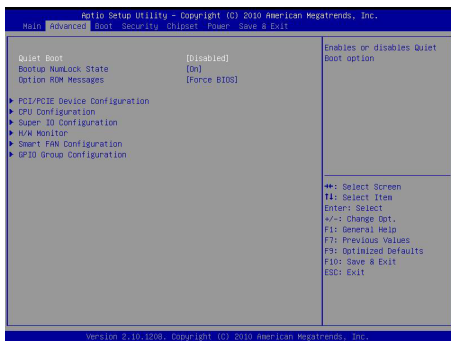 Aptio Setup Utility – Copyright (C) 2010 American Megatrends, Inc.
Main Advanced Boot Security Chipset Power Save & Exit
Enables or disables Quiet
Boot option
Quiet Boot [Disabled]
Bootup NumLock State [On]
Option ROM Messages [Force BIOS]
PCI/PCIE Device Configuration
CPU Configuration
Super IO Configuration
H/W Monitor
Smart FAN Configuration
GPIO Group Configuration
→←: Select Screen
↑↓: Select Item
Enter: Select
+/-: Change Opt.
F1: General Help
F7: Previous Values
F9: Optimized Defaults
F10: Save & Exit
ESC: Exit
Version 2.10.1208. Copyright (C) 2010 American Megatrends, Inc.